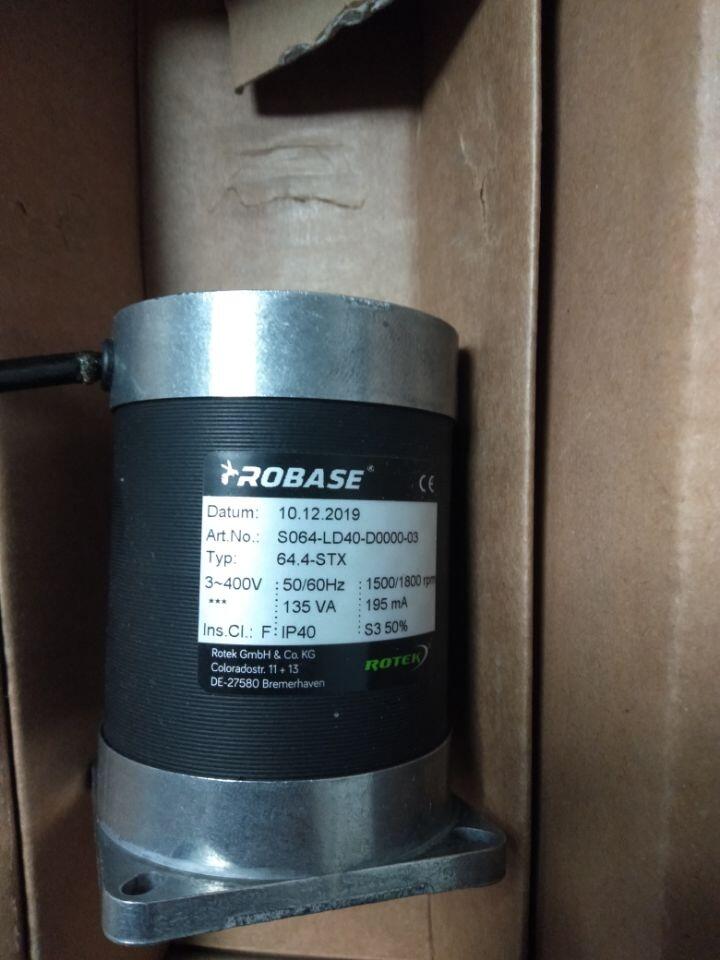 ROBASE®
CE
Datum: 10.12.2019
Art.No.: S064-LD40-D0000-03
Typ: 64.4-STX
3~400V : 50/60Hz : 1500/1800 rpm
*** : 135 VA : 195 mA
Ins.Cl.: F : IP40 : S3 50%
Rotek GmbH & Co. KG
Coloradostr. 11 + 13
DE-27580 Bremerhaven
ROTEK